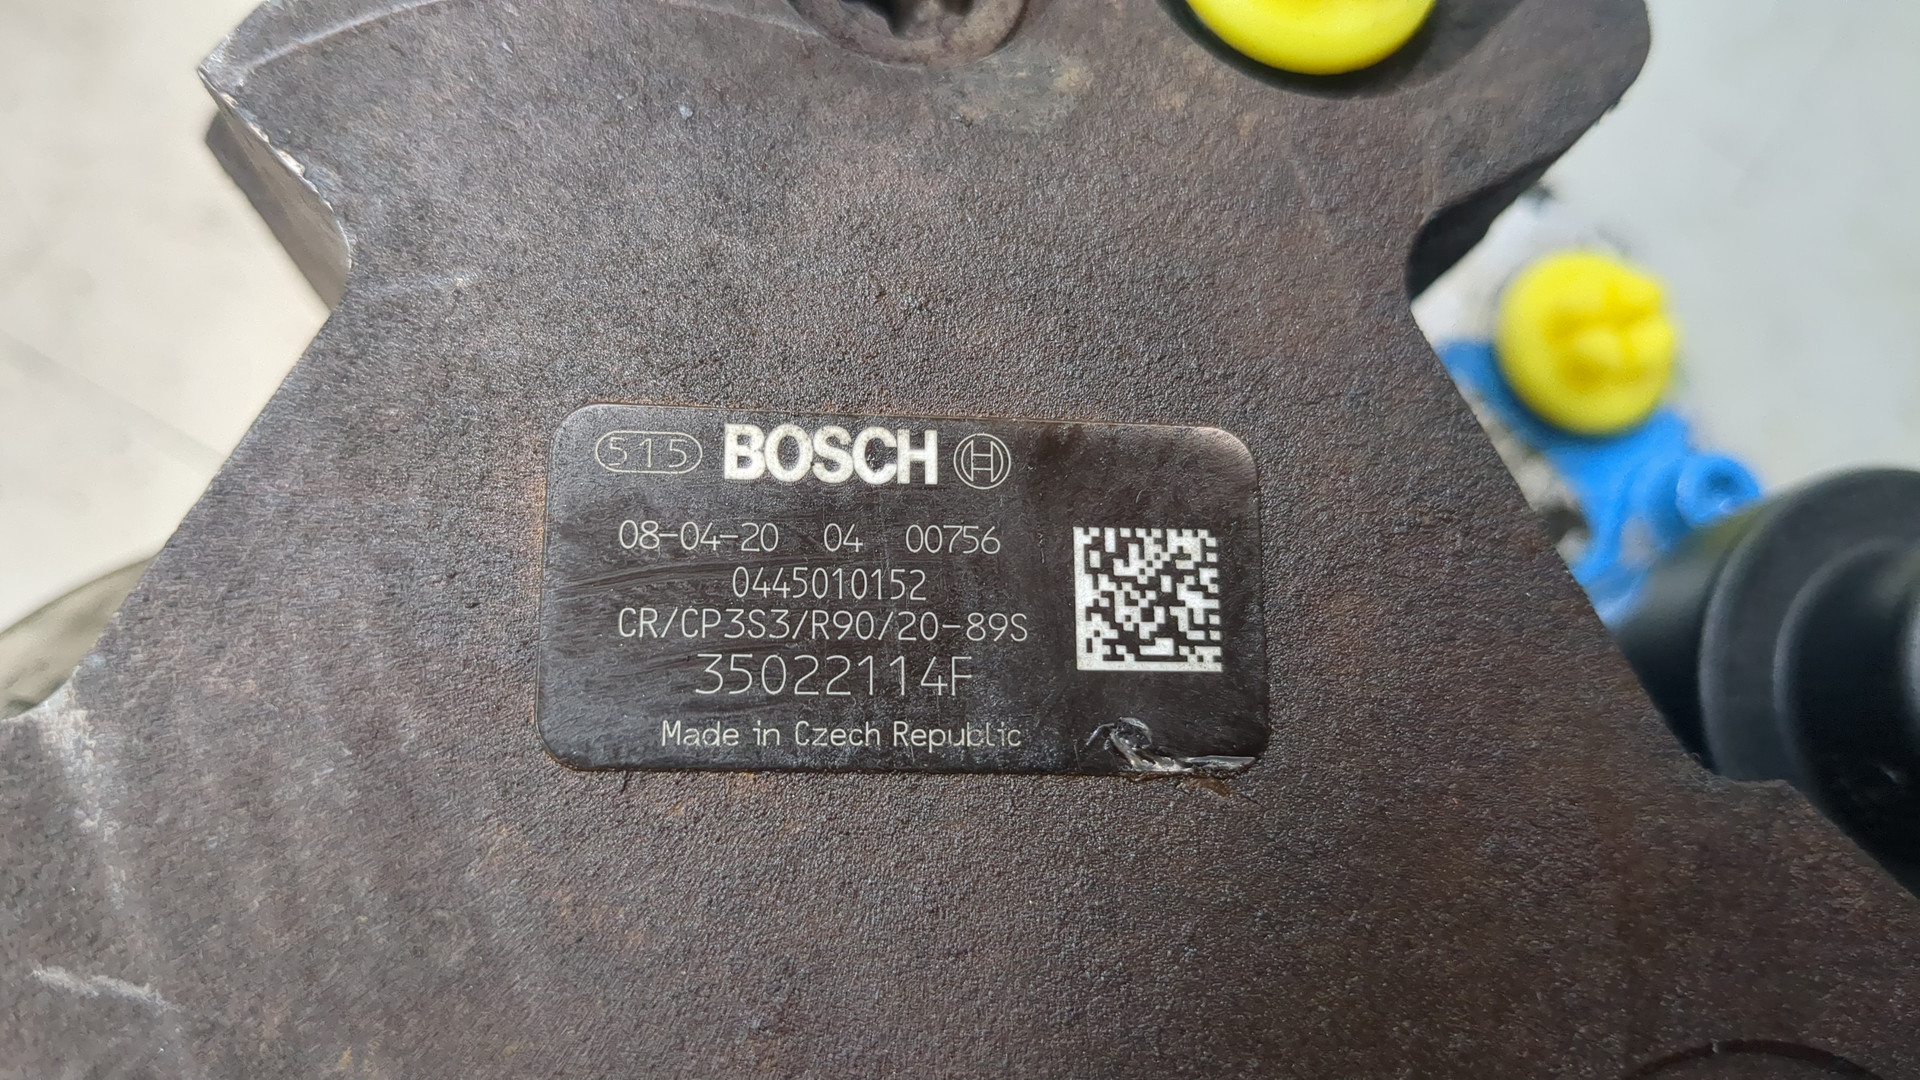 515 BOSCH
08-04-20 04 00756
0445010152
CR/CP3S3/R90/20-89S
35022114F
Made in Czech Republic